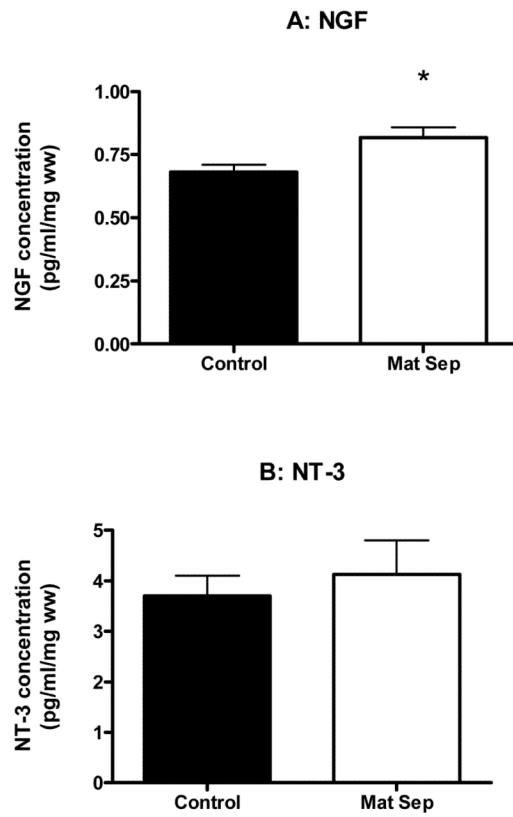 A: NGF
*
1.00
0.75
0.50
0.25
0.00
NGF concentration
(pg/ml/mg ww)
Control Mat Sep
B: NT-3
5
4
3
2
1
0
NT-3 concentration
(pg/ml/mg ww)
Control Mat Sep